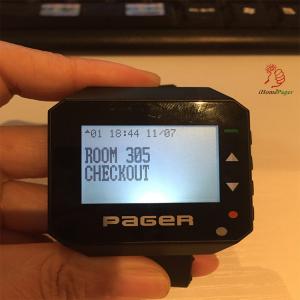 iHomePager
▲01 18:44 11/07
ROOM 305
CHECKOUT
PAGER